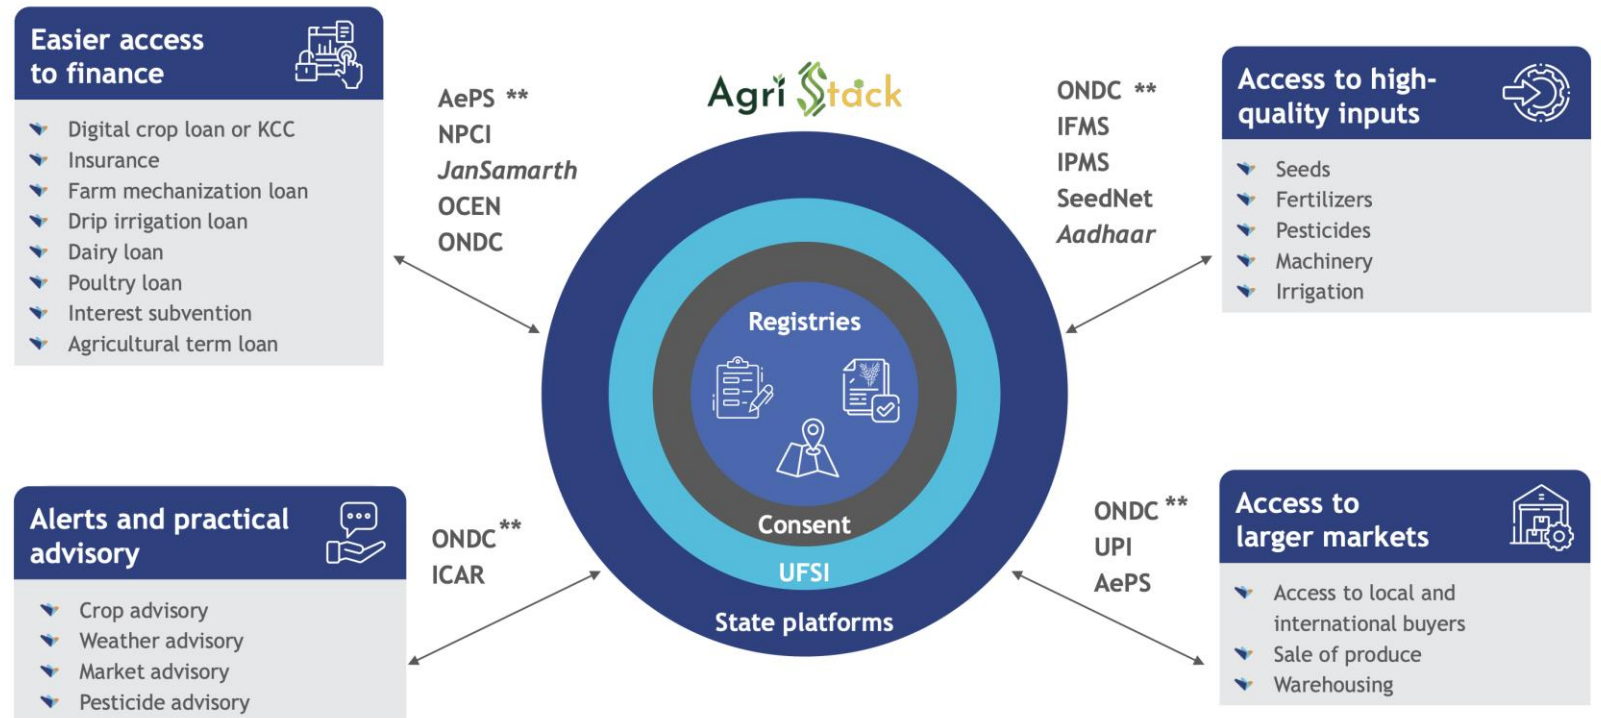 Easier access
to finance
Digital crop loan or KCC
Insurance
Farm mechanization loan
Drip irrigation loan
Dairy loan
Poultry loan
Interest subvention
Agricultural term loan
AePS **
NPCI
JanSamarth
OCEN
ONDC
Agri Stack
Registries
Consent
UFSI
State platforms
ONDC **
IFMS
IPMS
SeedNet
Aadhaar
Access to high-
quality inputs
Seeds
Fertilizers
Pesticides
Machinery
Irrigation
Alerts and practical
advisory
Crop advisory
Weather advisory
Market advisory
Pesticide advisory
ONDC **
ICAR
ONDC **
UPI
AePS
Access to
larger markets
Access to local and
international buyers
Sale of produce
Warehousing